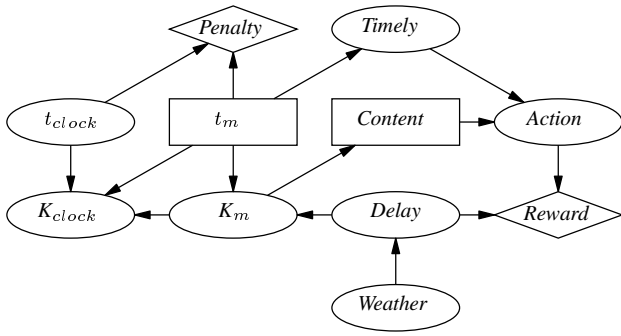 Penalty
Timely
t_clock
t_m
Content
Action
K_clock
K_m
Delay
Reward
Weather